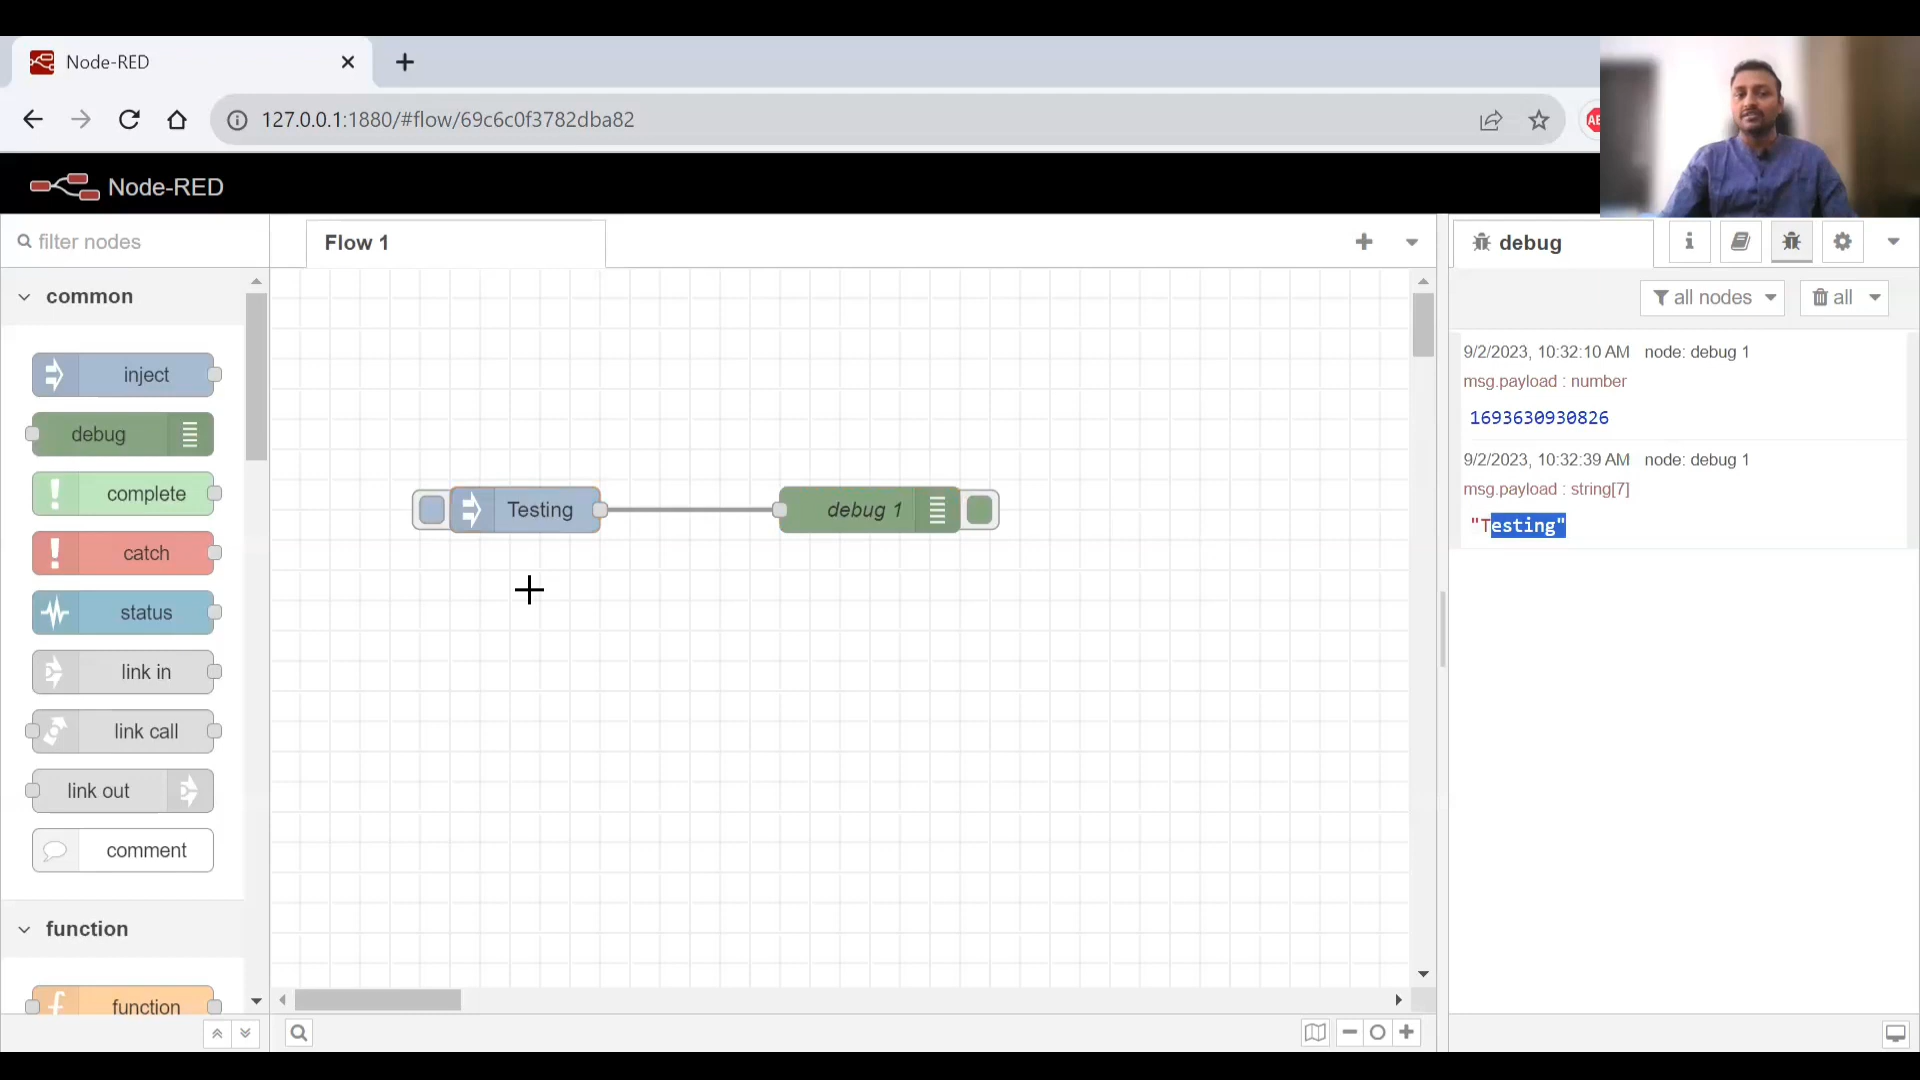 Node-RED
127.0.0.1:1880/#flow/69c6c0f3782dba82
Node-RED
filter nodes
common
inject
debug
complete
catch
status
link in
link call
link out
comment
function
function
Flow 1
Testing
debug 1
debug
all nodes
all
9/2/2023, 10:32:10 AM node: debug 1
msg.payload : number
1693630930826
9/2/2023, 10:32:39 AM node: debug 1
msg.payload : string[7]
"Testing"